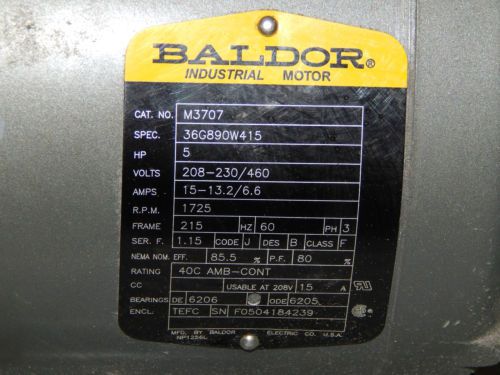 BALDOR®
INDUSTRIAL MOTOR
CAT. NO. M3707
SPEC. 36G890W415
HP 5
VOLTS 208-230/460
AMPS 15-13.2/6.6
R.P.M. 1725
FRAME 215 HZ 60 PH 3
SER. F. 1.15 CODE J DES B CLASS F
NEMA NOM. EFF. 85.5 % P.F. 80 %
RATING 40C AMB-CONT
CC USABLE AT 208V 15 A
BEARINGS DE 6206 ODE 6205
ENCL. TEFC SN F0504184239
MFG. BY BALDOR ELECTRIC CO. U.S.A.
NP1256L